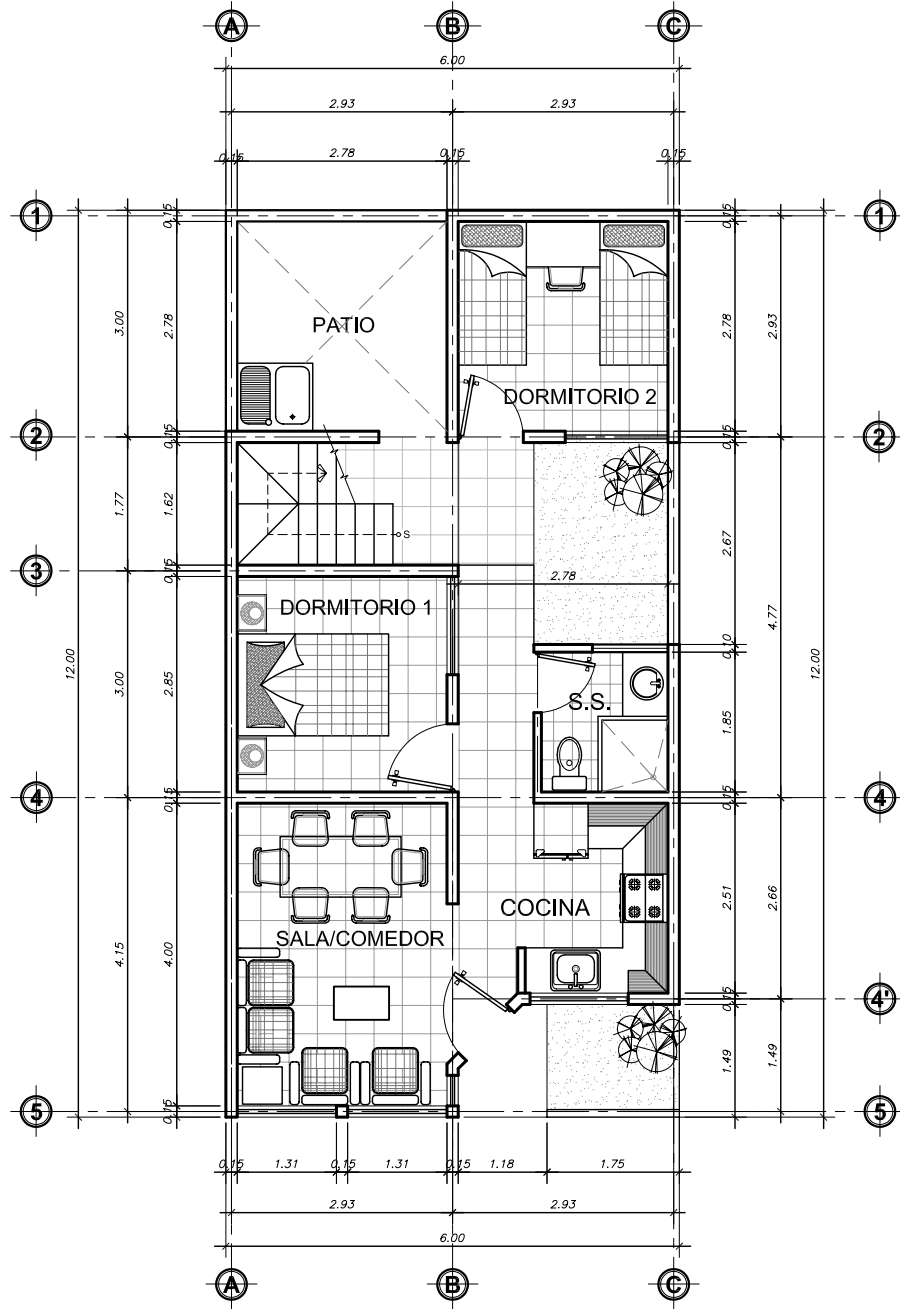 A B C
6.00
2.93 2.93
0.15 2.78 0.15 0.15
1 1
0.15 0.15
3.00 2.78 2.78 2.93
PATIO
DORMITORIO 2
2 2
0.15 0.15
1.77 1.62 2.67
S
3
0.15
2.78
DORMITORIO 1
12.00 3.00 2.85 4.77 12.00
0.10
S.S.
1.85
4 4
0.15 0.15
COCINA
2.51 2.66
SALA/COMEDOR
4.15 4.00
0.15
4'
1.49 1.49
5 5
0.15
0.15 1.31 0.15 1.31 0.15 1.18 1.75
2.93 2.93
6.00
A B C